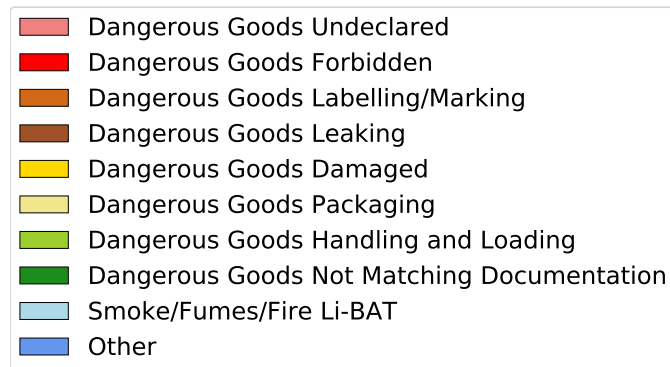 Dangerous Goods Undeclared
Dangerous Goods Forbidden
Dangerous Goods Labelling/Marking
Dangerous Goods Leaking
Dangerous Goods Damaged
Dangerous Goods Packaging
Dangerous Goods Handling and Loading
Dangerous Goods Not Matching Documentation
Smoke/Fumes/Fire Li-BAT
Other